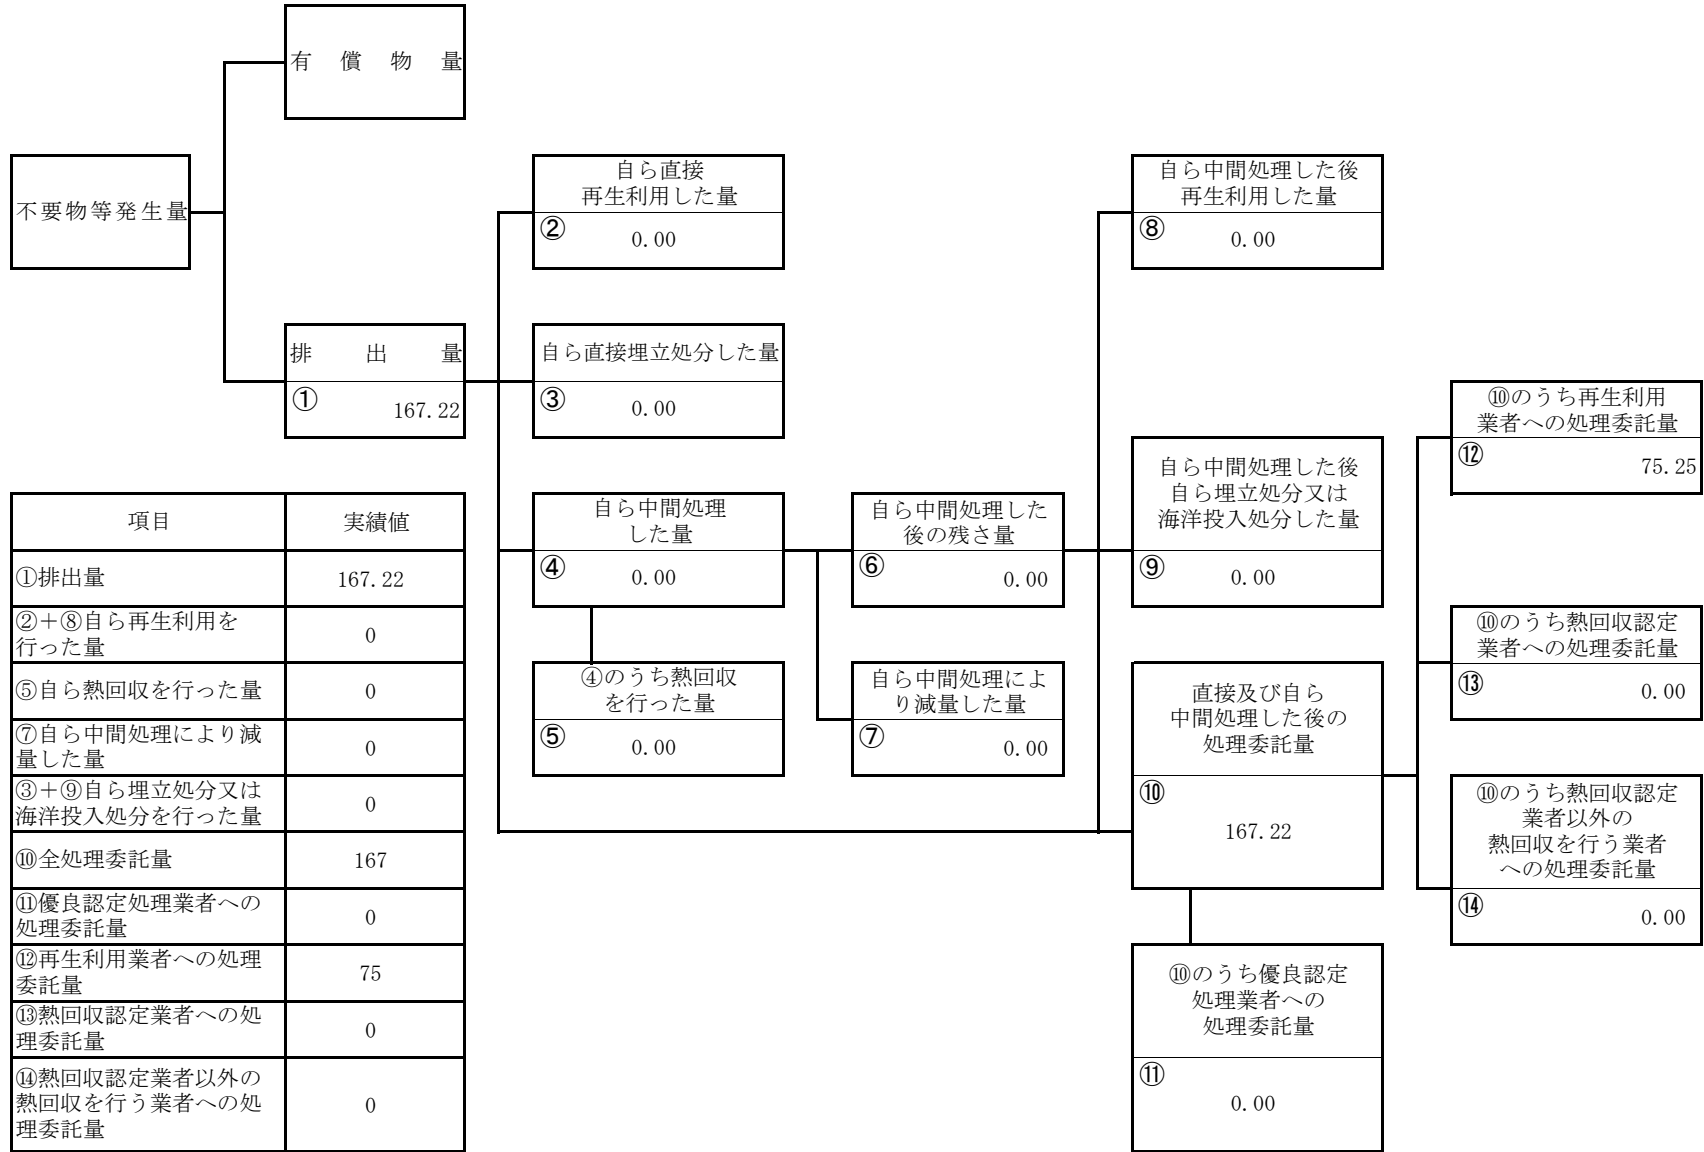 有償物量
不要物等発生量
自ら直接
再生利用した量
②
0.00
自ら中間処理した後
再生利用した量
⑧
0.00
排出量
①
167.22
自ら直接埋立処分した量
③
0.00
⑩のうち再生利用
業者への処理委託量
⑫
75.25
自ら中間処理した後
自ら埋立処分又は
海洋投入処分した量
⑨
0.00
自ら中間処理
した量
④
0.00
自ら中間処理した
後の残さ量
⑥
0.00
⑩のうち熱回収認定
業者への処理委託量
⑬
0.00
④のうち熱回収
を行った量
⑤
0.00
自ら中間処理によ
り減量した量
⑦
0.00
直接及び自ら
中間処理した後の
処理委託量
⑩
167.22
⑩のうち熱回収認定
業者以外の
熱回収を行う業者
への処理委託量
⑭
0.00
⑩のうち優良認定
処理業者への
処理委託量
⑪
0.00
項目 実績値
①排出量 167.22
②＋⑧自ら再生利用を
行った量 0
⑤自ら熱回収を行った量 0
⑦自ら中間処理により減
量した量 0
③＋⑨自ら埋立処分又は
海洋投入処分を行った量 0
⑩全処理委託量 167
⑪優良認定処理業者への
処理委託量 0
⑫再生利用業者への処理
委託量 75
⑬熱回収認定業者への処
理委託量 0
⑭熱回収認定業者以外の
熱回収を行う業者への処
理委託量 0